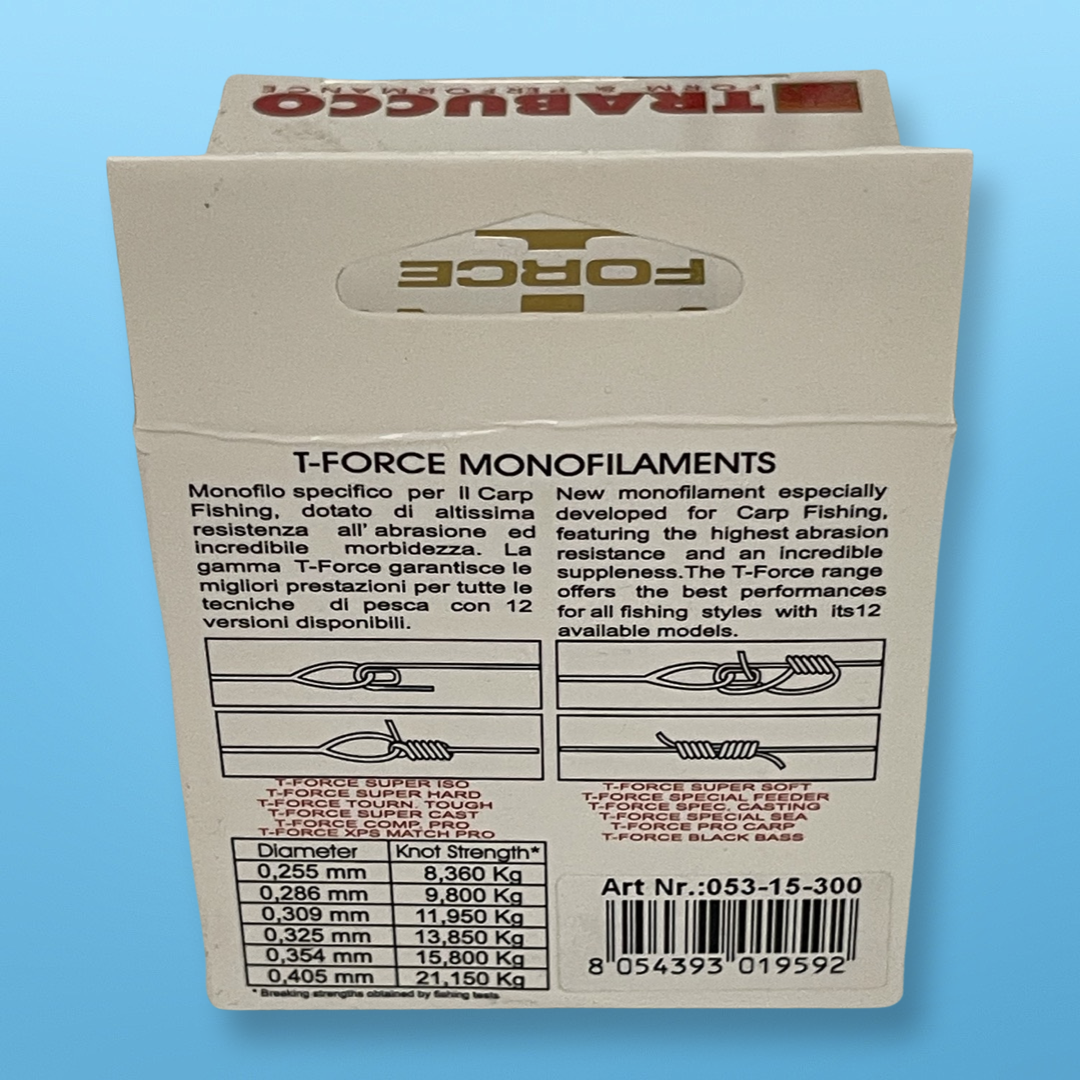 TRABUCCO
FORM & PERFORMANCE
FORCE
T-FORCE MONOFILAMENTS
Monofilo specifico per Il Carp
Fishing, dotato di altissima
resistenza all' abrasione ed
incredibile morbidezza. La
gamma T-Force garantisce le
migliori prestazioni per tutte le
tecniche di pesca con 12
versioni disponibili.
New monofilament especially
developed for Carp Fishing,
featuring the highest abrasion
resistance and an incredible
suppleness.The T-Force range
offers the best performances
for all fishing styles with its12
available models.
T-FORCE SUPER ISO
T-FORCE SUPER HARD
T-FORCE TOURN. TOUGH
T-FORCE SUPER CAST
T-FORCE COMP. PRO
T-FORCE XPS MATCH PRO
T-FORCE SUPER SOFT
T-FORCE SPECIAL FEEDER
T-FORCE SPEC. CASTING
T-FORCE SPECIAL SEA
T-FORCE PRO CARP
T-FORCE BLACK BASS
Diameter Knot Strength*
0,255 mm 8,360 Kg
0,286 mm 9,800 Kg
0,309 mm 11,950 Kg
0,325 mm 13,850 Kg
0,354 mm 15,800 Kg
0,405 mm 21,150 Kg
* Breaking strengths obtained by fishing tests
Art Nr.:053-15-300
8 054393 019592